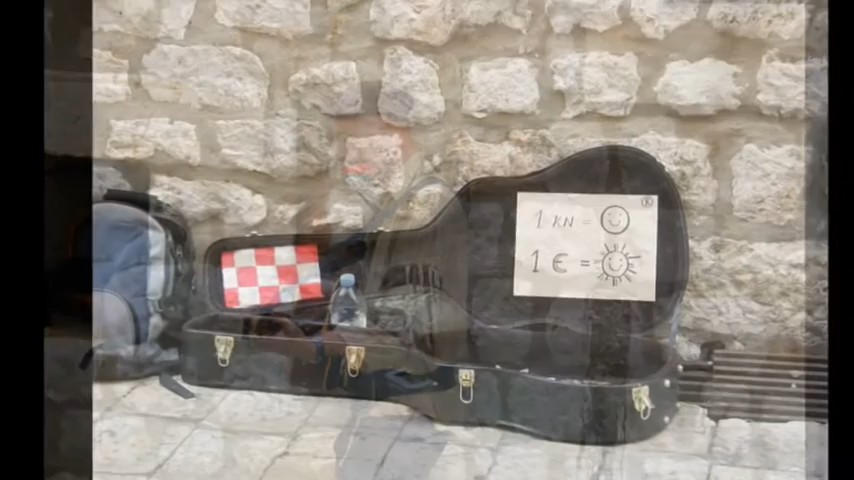 1 KN =
1 € =